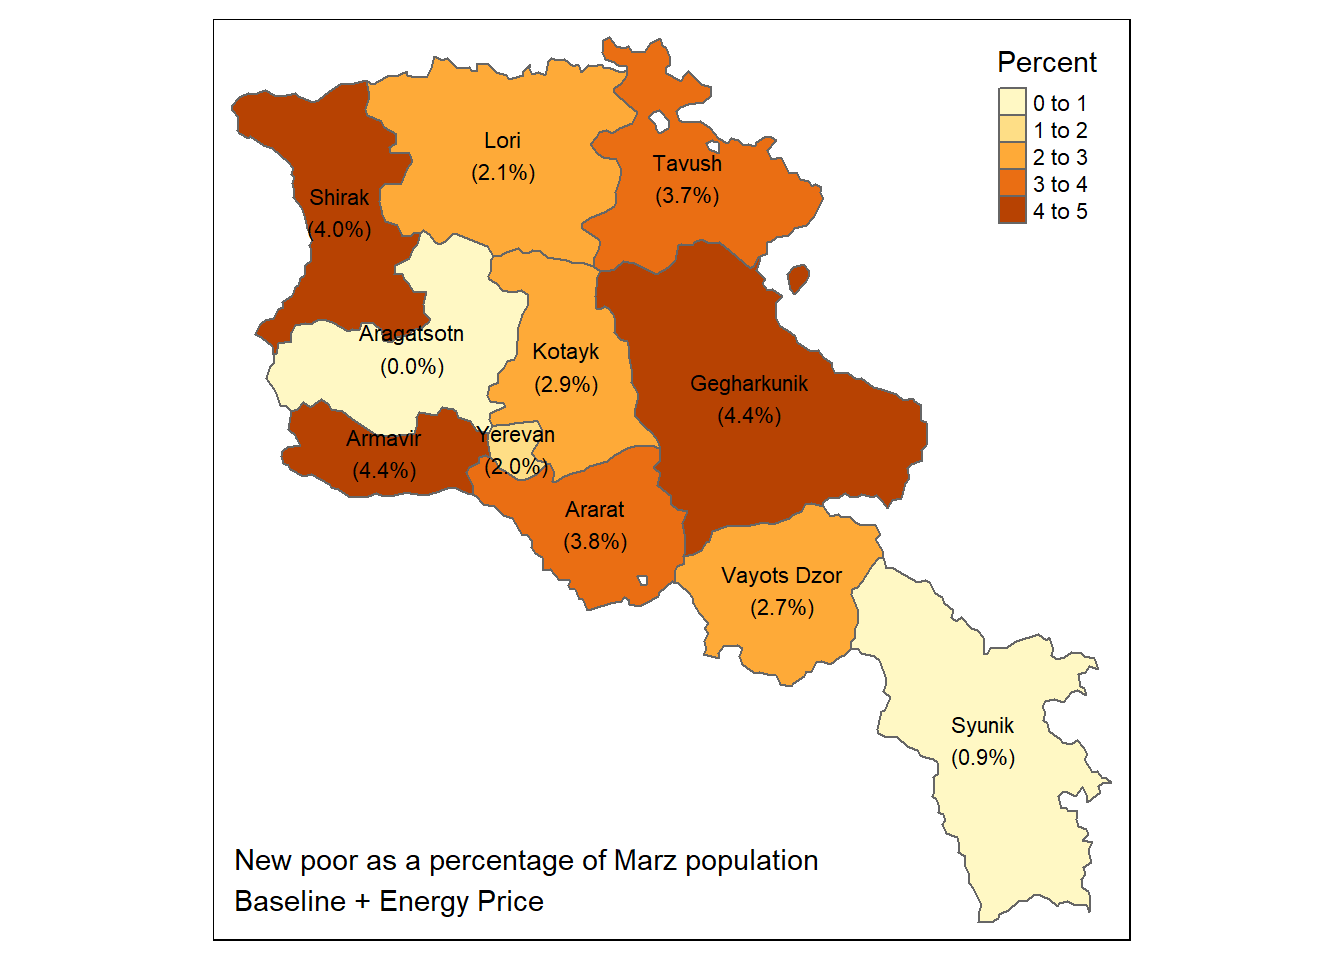 Percent
0 to 1
1 to 2
2 to 3
3 to 4
4 to 5
Lori
(2.1%)
Tavush
(3.7%)
Shirak
(4.0%)
Aragatsotn
(0.0%)
Kotayk
(2.9%)
Gegharkunik
(4.4%)
Armavir
(4.4%)
Yerevan
(2.0%)
Ararat
(3.8%)
Vayots Dzor
(2.7%)
Syunik
(0.9%)
New poor as a percentage of Marz population
Baseline + Energy Price